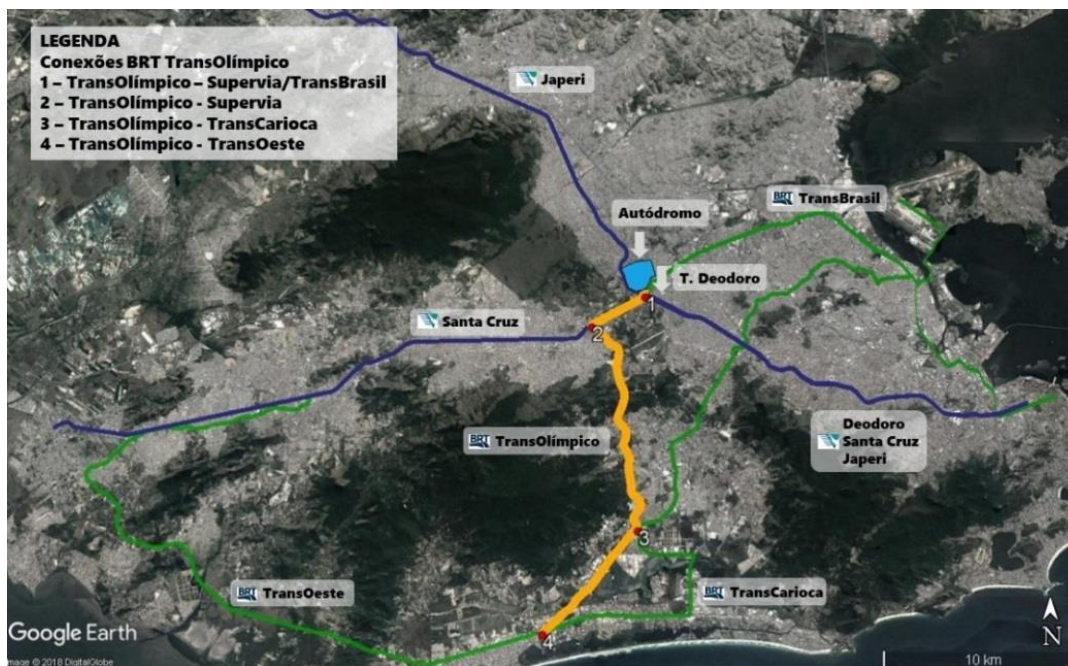 LEGENDA
Conexões BRT TransOlímpico
1 – TransOlímpico – Supervia/TransBrasil
2 – TransOlímpico - Supervia
3 – TransOlímpico - TransCarioca
4 – TransOlímpico - TransOeste
Japeri
Autódromo
BRT TransBrasil
T. Deodoro
1
Santa Cruz
2
Deodoro
Santa Cruz
Japeri
BRT TransOlímpico
3
BRT TransOeste
BRT TransCarioca
4
Google Earth
Image © 2018 DigitalGlobe
10 km
N